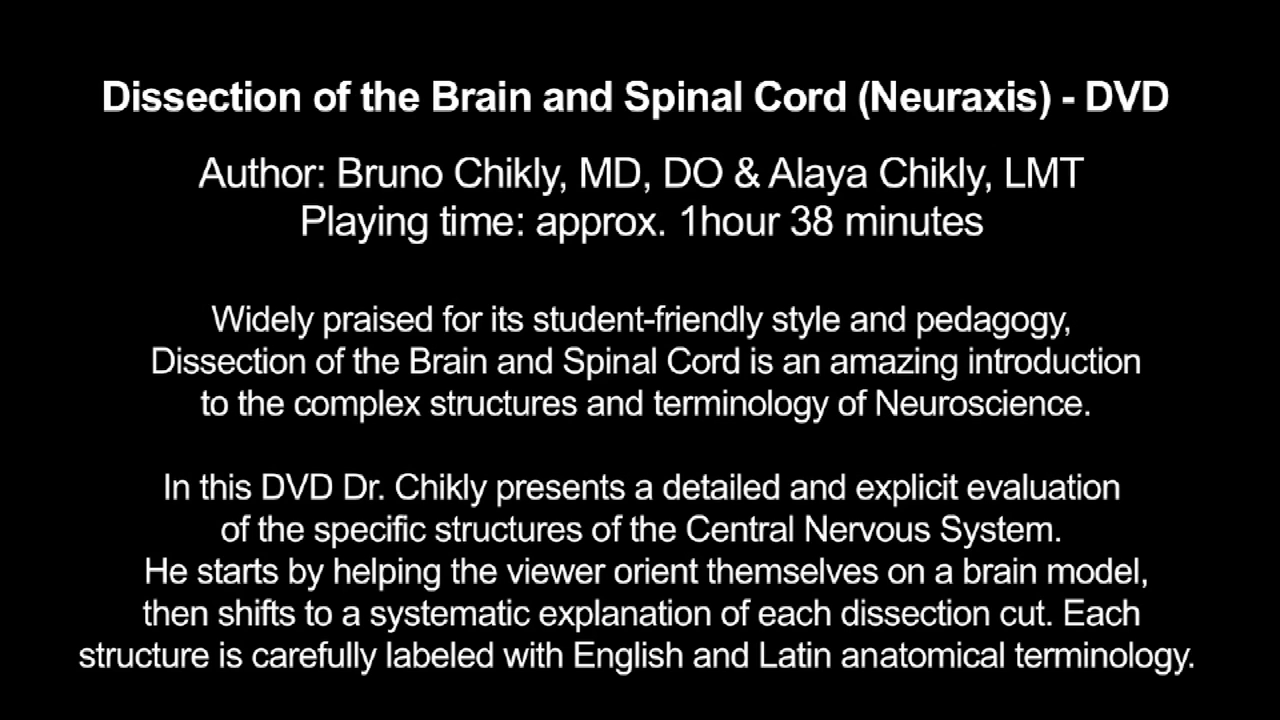 Dissection of the Brain and Spinal Cord (Neuraxis) - DVD
Author: Bruno Chikly, MD, DO & Alaya Chikly, LMT
Playing time: approx. 1hour 38 minutes
Widely praised for its student-friendly style and pedagogy,
Dissection of the Brain and Spinal Cord is an amazing introduction
to the complex structures and terminology of Neuroscience.
In this DVD Dr. Chikly presents a detailed and explicit evaluation
of the specific structures of the Central Nervous System.
He starts by helping the viewer orient themselves on a brain model,
then shifts to a systematic explanation of each dissection cut. Each
structure is carefully labeled with English and Latin anatomical terminology.